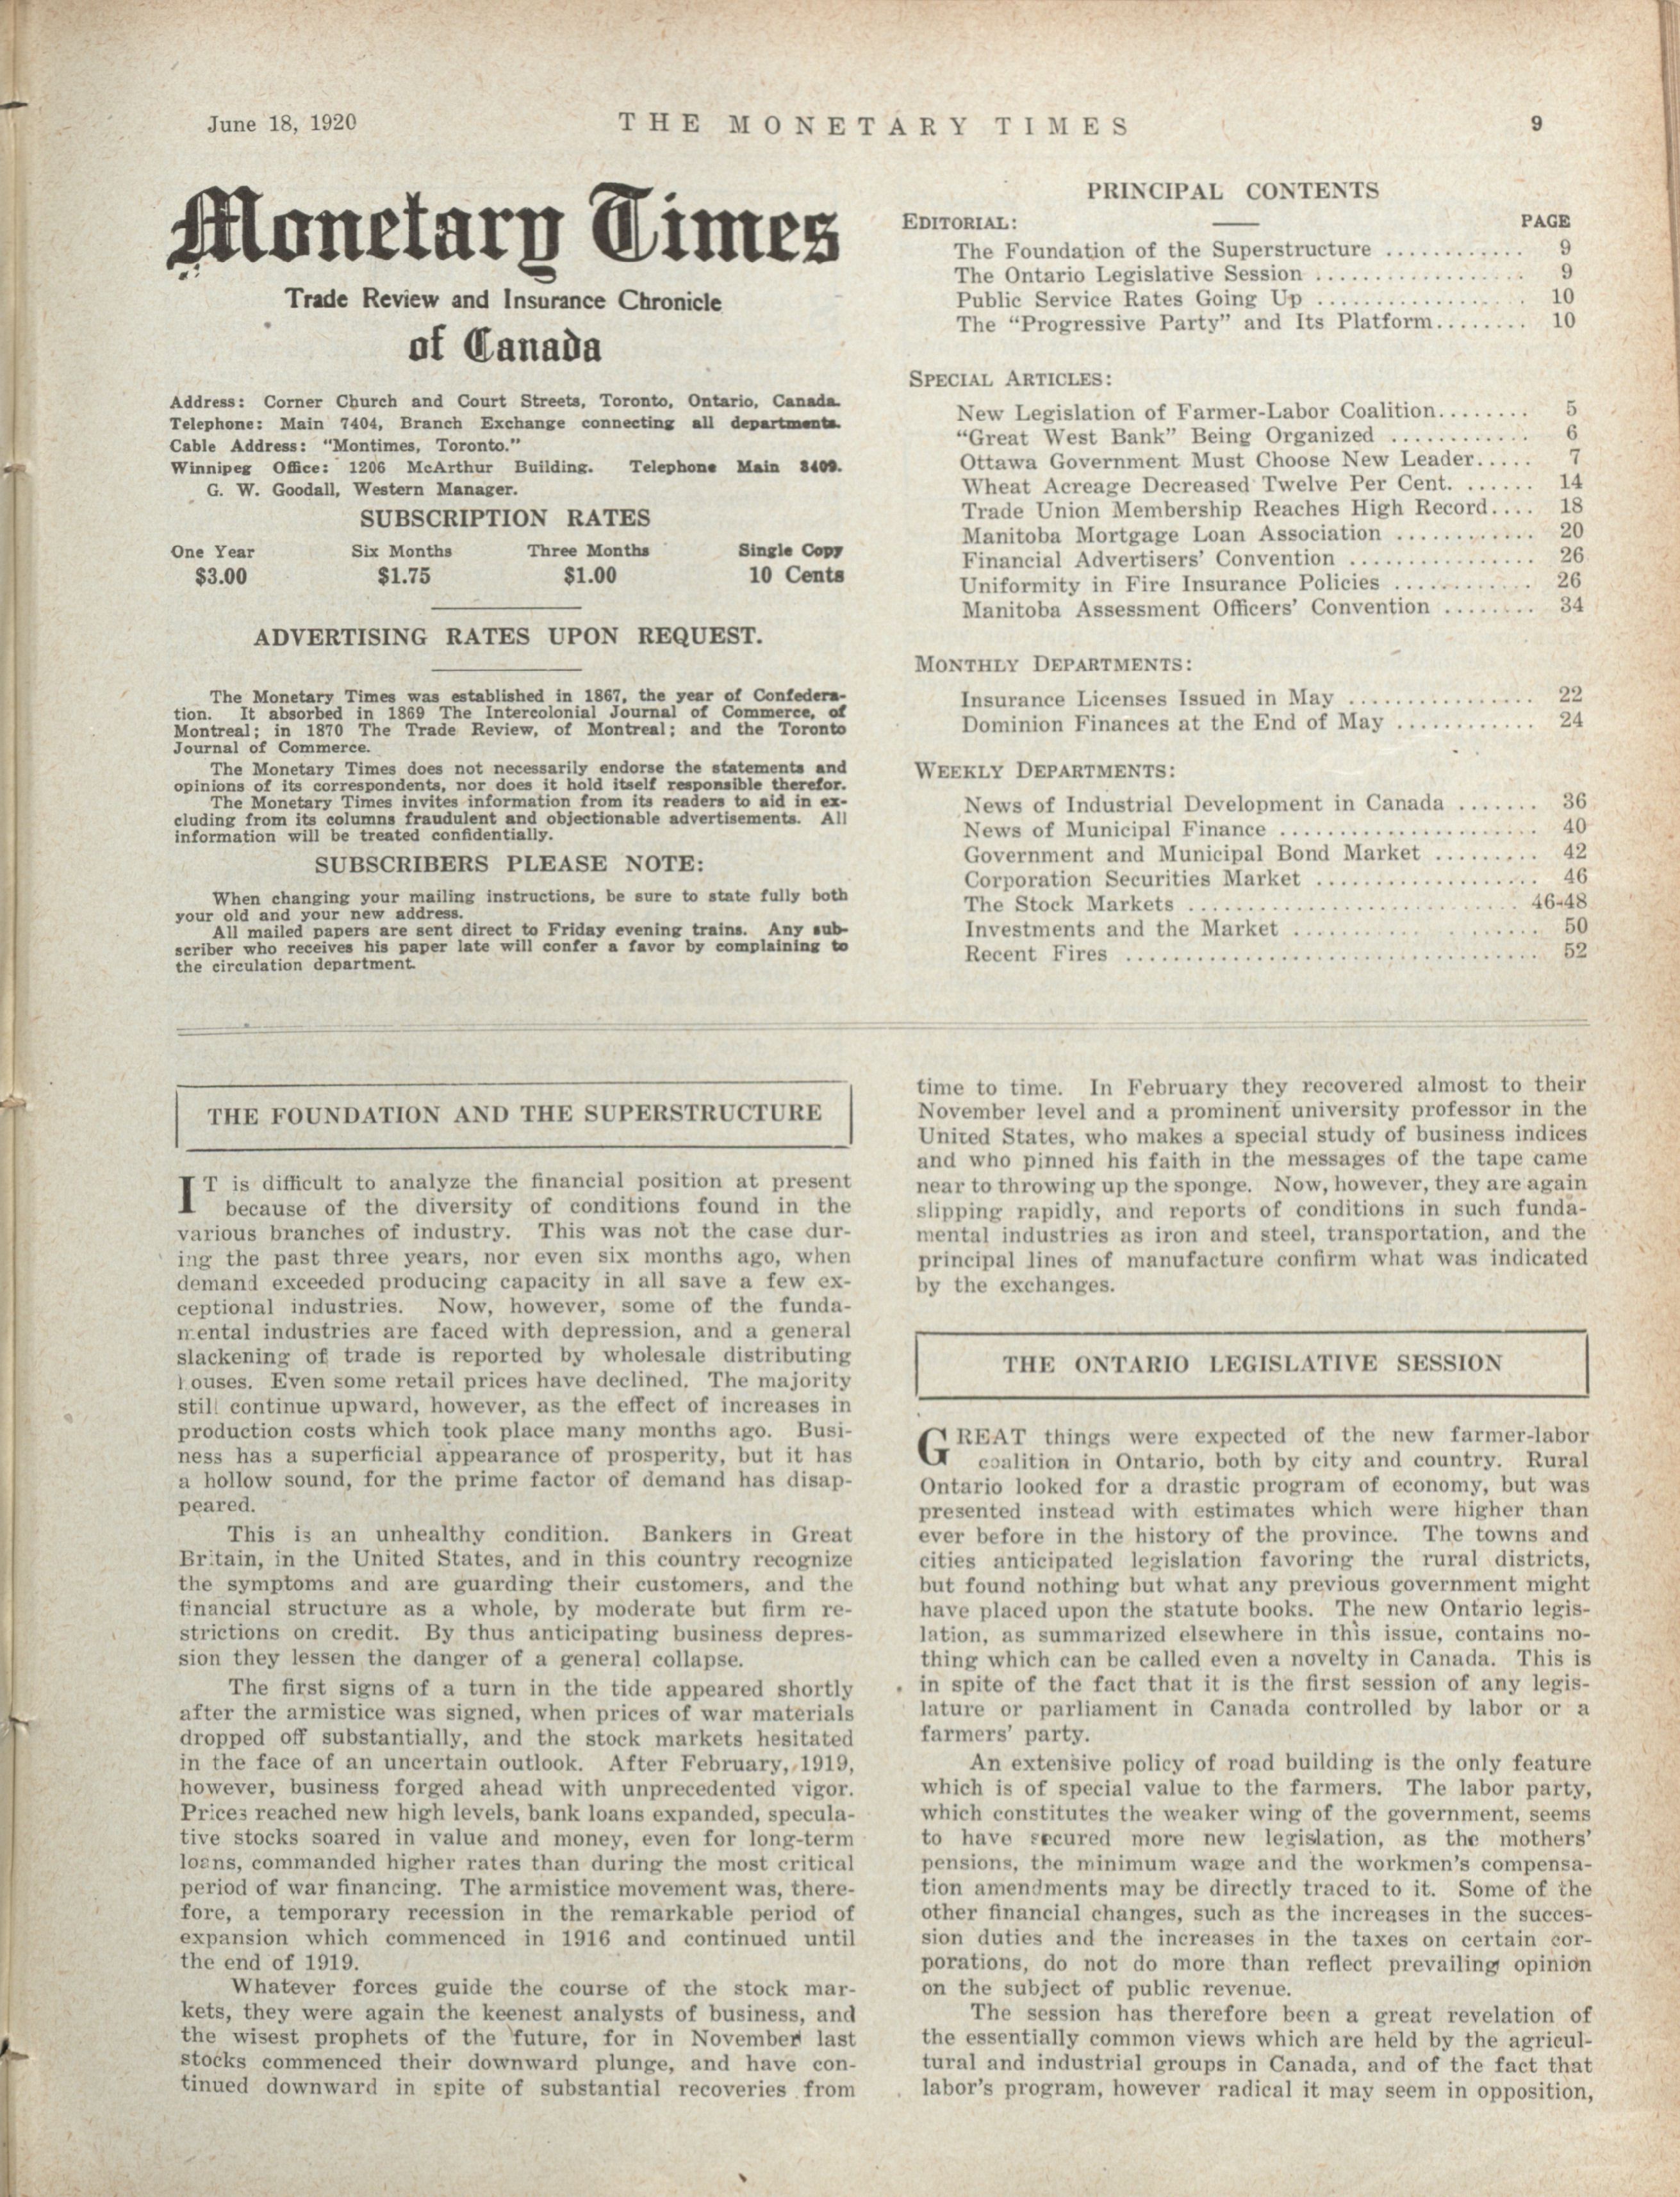 June 18, 1920
THE MONETARY TIMES
9
Monetary Times
Trade Review and Insurance Chronicle
of Canada
Address: Corner Church and Court Streets, Toronto, Ontario, Canada.
Telephone: Main 7404, Branch Exchange connecting all departments.
Cable Address: "Montimes, Toronto."
Winnipeg Office: 1206 McArthur Building. Telephone Main 3409.
G. W. Goodall, Western Manager.
SUBSCRIPTION RATES
One Year Six Months Three Months Single Copy
$3.00 $1.75 $1.00 10 Cents
ADVERTISING RATES UPON REQUEST.
The Monetary Times was established in 1867, the year of Confedera-
tion. It absorbed in 1869 The Intercolonial Journal of Commerce, of
Montreal; in 1870 The Trade Review, of Montreal; and the Toronto
Journal of Commerce.
The Monetary Times does not necessarily endorse the statements and
opinions of its correspondents, nor does it hold itself responsible therefor.
The Monetary Times invites information from its readers to aid in ex-
cluding from its columns fraudulent and objectionable advertisements. All
information will be treated confidentially.
SUBSCRIBERS PLEASE NOTE:
When changing your mailing instructions, be sure to state fully both
your old and your new address.
All mailed papers are sent direct to Friday evening trains. Any sub-
scriber who receives his paper late will confer a favor by complaining to
the circulation department.
PRINCIPAL CONTENTS
EDITORIAL: PAGE
The Foundation of the Superstructure ............ 9
The Ontario Legislative Session .................. 9
Public Service Rates Going Up .................. 10
The "Progressive Party" and Its Platform........ 10
SPECIAL ARTICLES:
New Legislation of Farmer-Labor Coalition........ 5
"Great West Bank" Being Organized ............ 6
Ottawa Government Must Choose New Leader..... 7
Wheat Acreage Decreased Twelve Per Cent. ...... 14
Trade Union Membership Reaches High Record.... 18
Manitoba Mortgage Loan Association ............ 20
Financial Advertisers' Convention ................ 26
Uniformity in Fire Insurance Policies ............ 26
Manitoba Assessment Officers' Convention ........ 34
MONTHLY DEPARTMENTS:
Insurance Licenses Issued in May ................ 22
Dominion Finances at the End of May ............ 24
WEEKLY DEPARTMENTS:
News of Industrial Development in Canada ....... 36
News of Municipal Finance ...................... 40
Government and Municipal Bond Market ......... 42
Corporation Securities Market ................... 46
The Stock Markets ............................ 46-48
Investments and the Market ..................... 50
Recent Fires ................................... 52
THE FOUNDATION AND THE SUPERSTRUCTURE
IT is difficult to analyze the financial position at present
because of the diversity of conditions found in the
various branches of industry. This was not the case dur-
ing the past three years, nor even six months ago, when
demand exceeded producing capacity in all save a few ex-
ceptional industries. Now, however, some of the funda-
mental industries are faced with depression, and a general
slackening of trade is reported by wholesale distributing
houses. Even some retail prices have declined. The majority
still continue upward, however, as the effect of increases in
production costs which took place many months ago. Busi-
ness has a superficial appearance of prosperity, but it has
a hollow sound, for the prime factor of demand has disap-
peared.
This is an unhealthy condition. Bankers in Great
Britain, in the United States, and in this country recognize
the symptoms and are guarding their customers, and the
financial structure as a whole, by moderate but firm re-
strictions on credit. By thus anticipating business depres-
sion they lessen the danger of a general collapse.
The first signs of a turn in the tide appeared shortly
after the armistice was signed, when prices of war materials
dropped off substantially, and the stock markets hesitated
in the face of an uncertain outlook. After February, 1919,
however, business forged ahead with unprecedented vigor.
Prices reached new high levels, bank loans expanded, specula-
tive stocks soared in value and money, even for long-term
loans, commanded higher rates than during the most critical
period of war financing. The armistice movement was, there-
fore, a temporary recession in the remarkable period of
expansion which commenced in 1916 and continued until
the end of 1919.
Whatever forces guide the course of the stock mar-
kets, they were again the keenest analysts of business, and
the wisest prophets of the future, for in November last
stocks commenced their downward plunge, and have con-
tinued downward in spite of substantial recoveries from
time to time. In February they recovered almost to their
November level and a prominent university professor in the
United States, who makes a special study of business indices
and who pinned his faith in the messages of the tape came
near to throwing up the sponge. Now, however, they are again
slipping rapidly, and reports of conditions in such funda-
mental industries as iron and steel, transportation, and the
principal lines of manufacture confirm what was indicated
by the exchanges.
THE ONTARIO LEGISLATIVE SESSION
GREAT things were expected of the new farmer-labor
coalition in Ontario, both by city and country. Rural
Ontario looked for a drastic program of economy, but was
presented instead with estimates which were higher than
ever before in the history of the province. The towns and
cities anticipated legislation favoring the rural districts,
but found nothing but what any previous government might
have placed upon the statute books. The new Ontario legis-
lation, as summarized elsewhere in this issue, contains no-
thing which can be called even a novelty in Canada. This is
in spite of the fact that it is the first session of any legis-
lature or parliament in Canada controlled by labor or a
farmers' party.
An extensive policy of road building is the only feature
which is of special value to the farmers. The labor party,
which constitutes the weaker wing of the government, seems
to have secured more new legislation, as the mothers'
pensions, the minimum wage and the workmen's compensa-
tion amendments may be directly traced to it. Some of the
other financial changes, such as the increases in the succes-
sion duties and the increases in the taxes on certain cor-
porations, do not do more than reflect prevailing opinion
on the subject of public revenue.
The session has therefore been a great revelation of
the essentially common views which are held by the agricul-
tural and industrial groups in Canada, and of the fact that
labor's program, however radical it may seem in opposition,